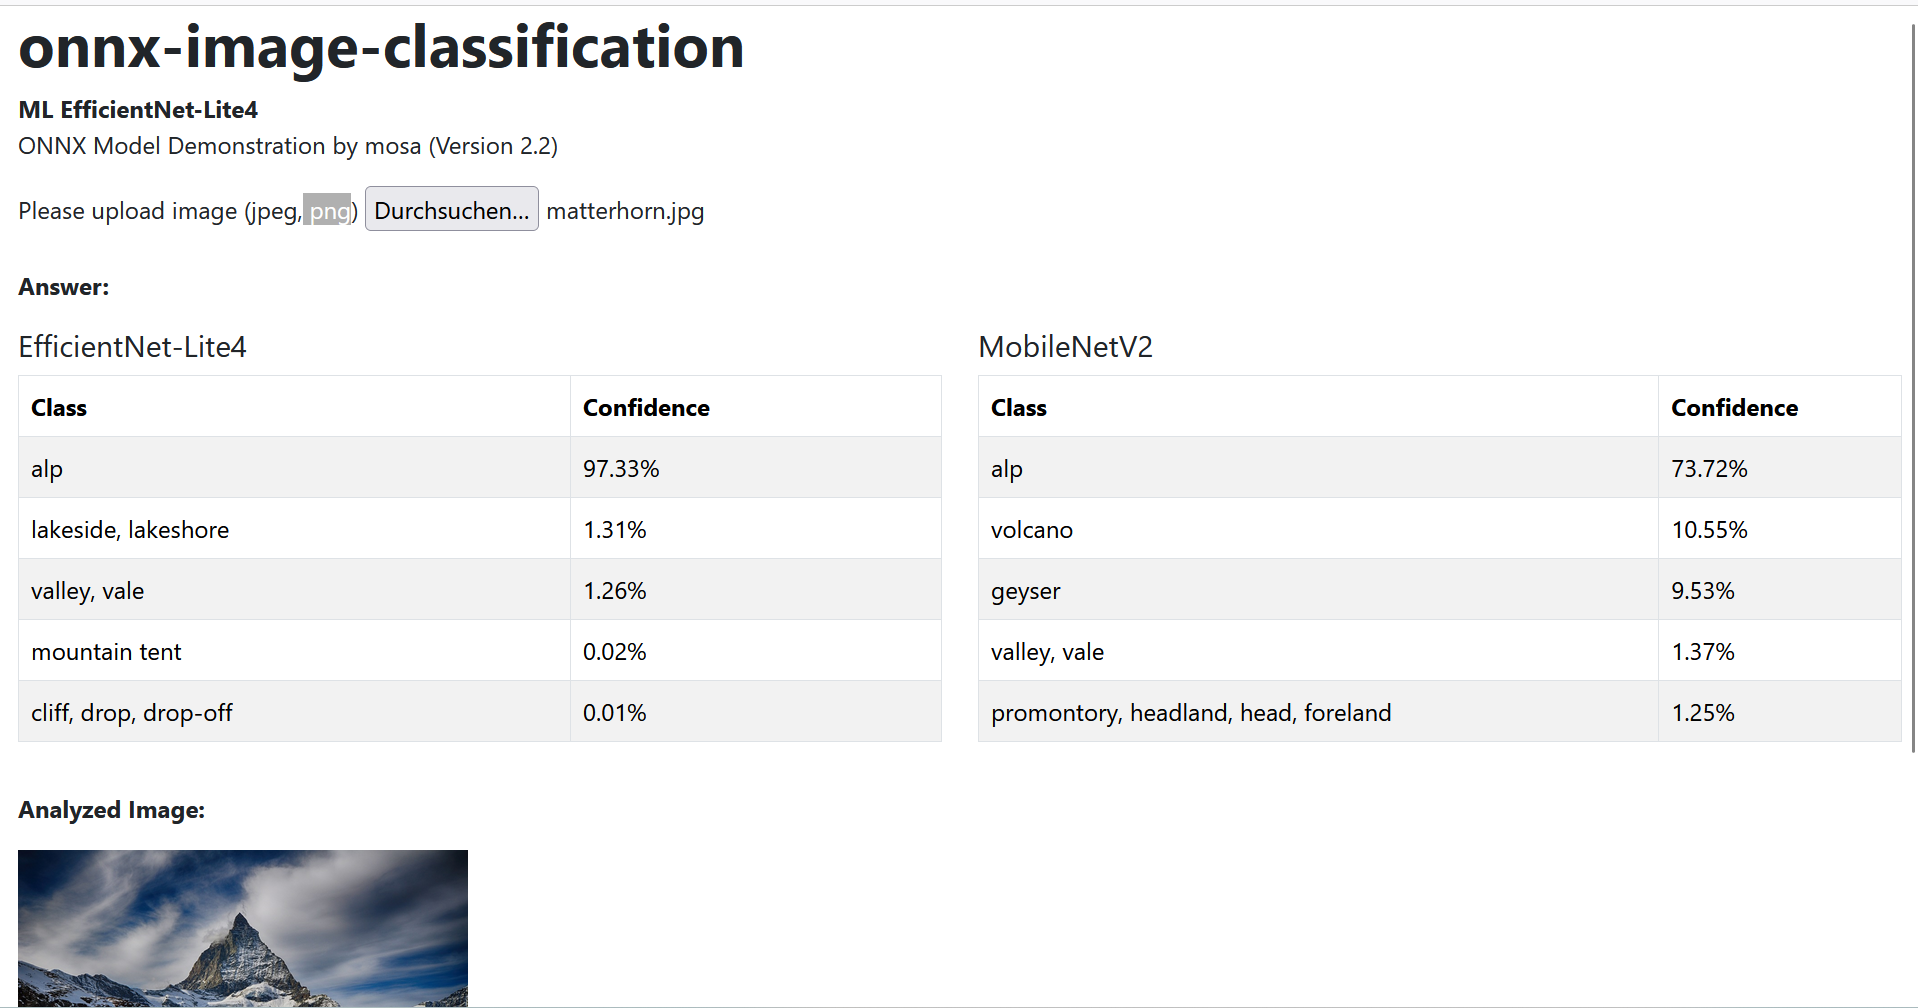 onnx-image-classification
ML EfficientNet-Lite4
ONNX Model Demonstration by mosa (Version 2.2)
Please upload image (jpeg, png) Durchsuchen... matterhorn.jpg
Answer:
EfficientNet-Lite4
Class Confidence
alp 97.33%
lakeside, lakeshore 1.31%
valley, vale 1.26%
mountain tent 0.02%
cliff, drop, drop-off 0.01%
MobileNetV2
Class Confidence
alp 73.72%
volcano 10.55%
geyser 9.53%
valley, vale 1.37%
promontory, headland, head, foreland 1.25%
Analyzed Image: